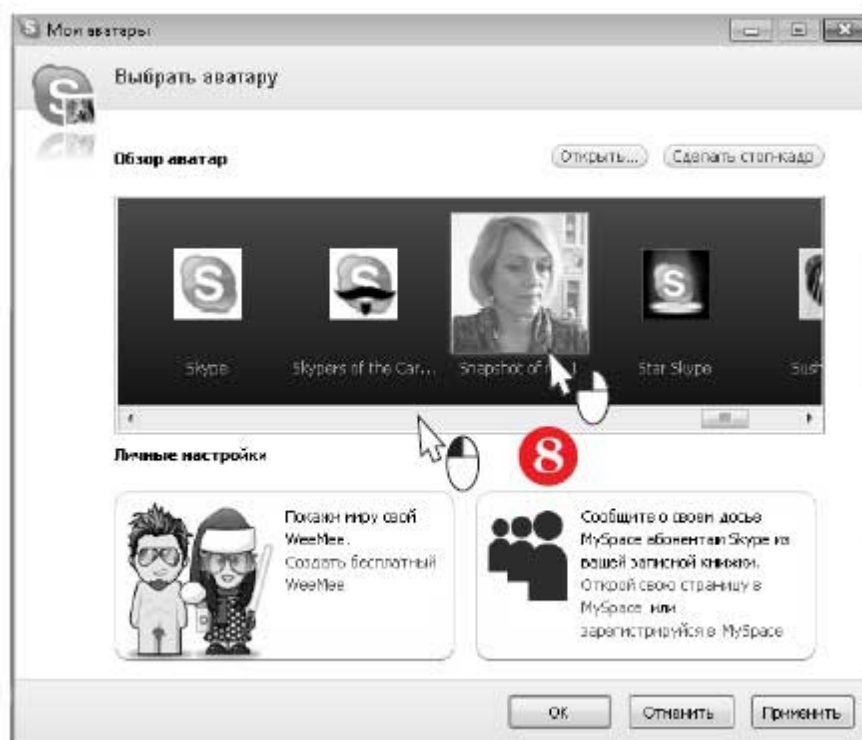 Мои аватары
Выбрать аватару
Обзор аватар
Открыть...
Сделать стоп-кадр
Skype
Skypers of the Car...
Snapshot of
Star Skype
Sush
Личные настройки
Покажи миру свой
WeeMee.
Создать бесплатный
WeeMee
Сообщите о своем досье
MySpace абонентам Skype из
вашей записной книжки.
Открой свою страницу в
MySpace или
зарегистрируйся в MySpace
8
ОК
Отменить
Применить